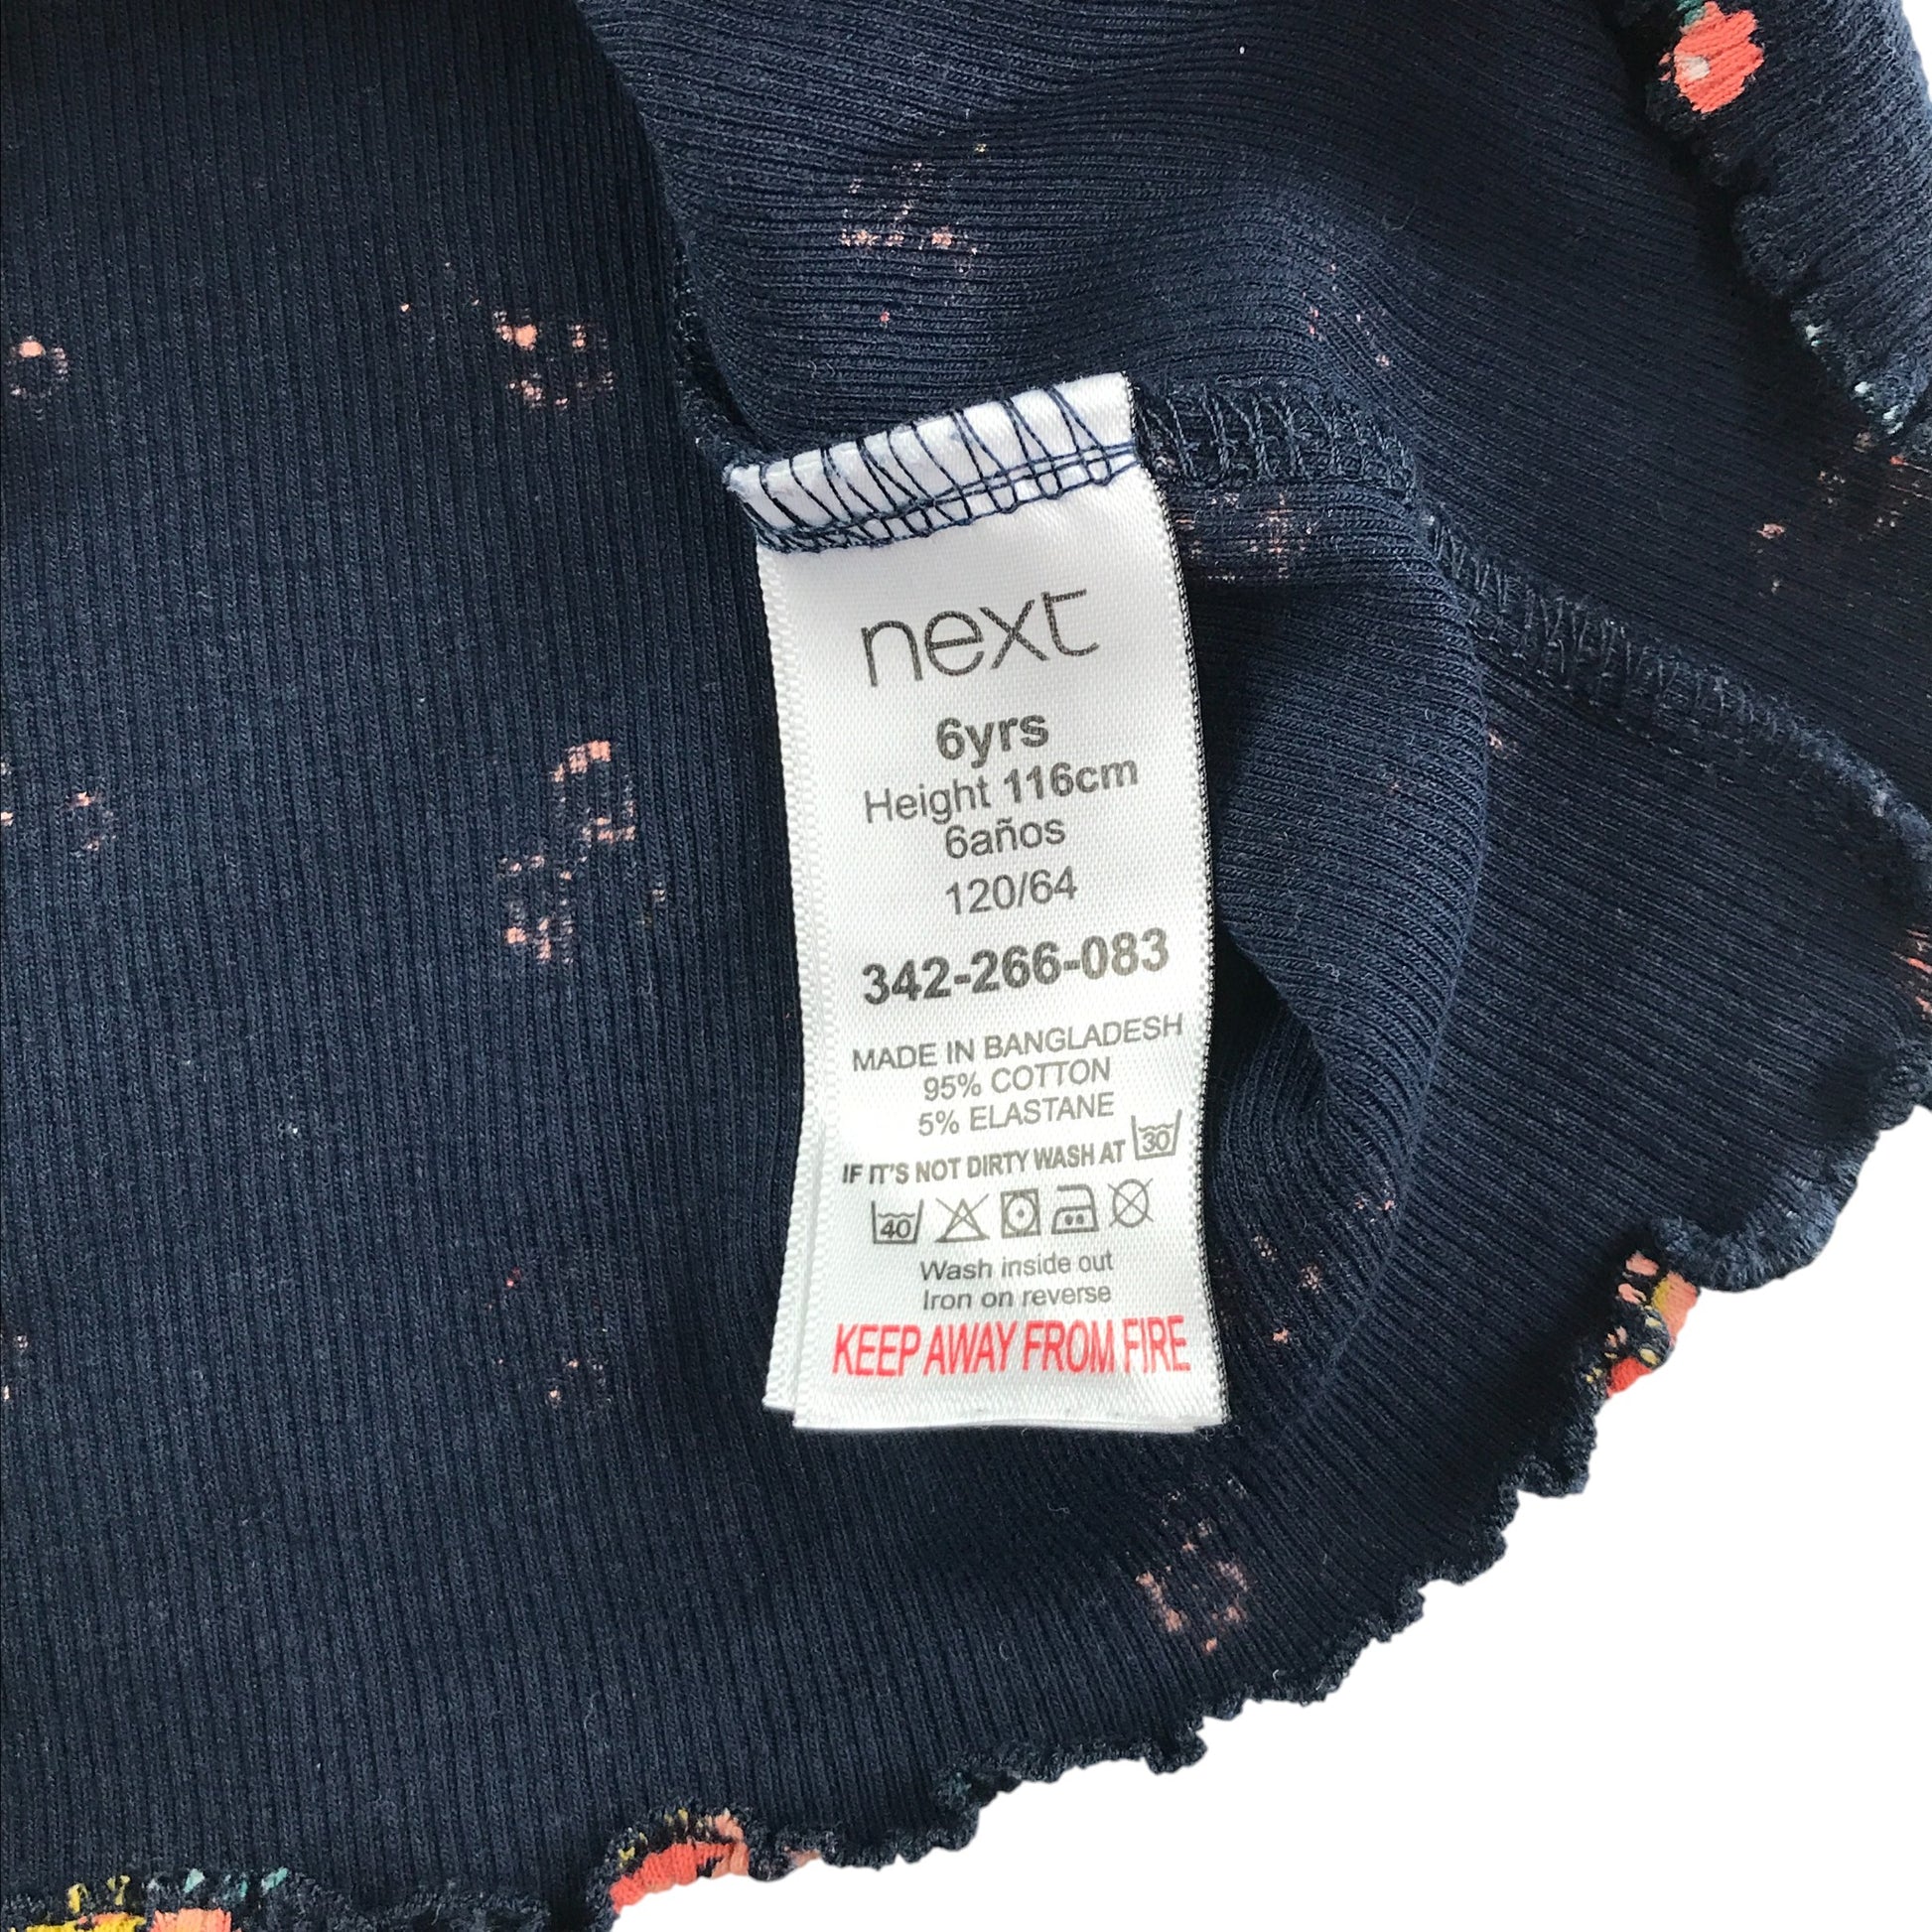 next
6yrs
Height 116cm
6años
120/64
342-266-083
MADE IN BANGLADESH
95% COTTON
5% ELASTANE
IF IT'S NOT DIRTY WASH AT 30
40
Wash inside out
Iron on reverse
KEEP AWAY FROM FIRE